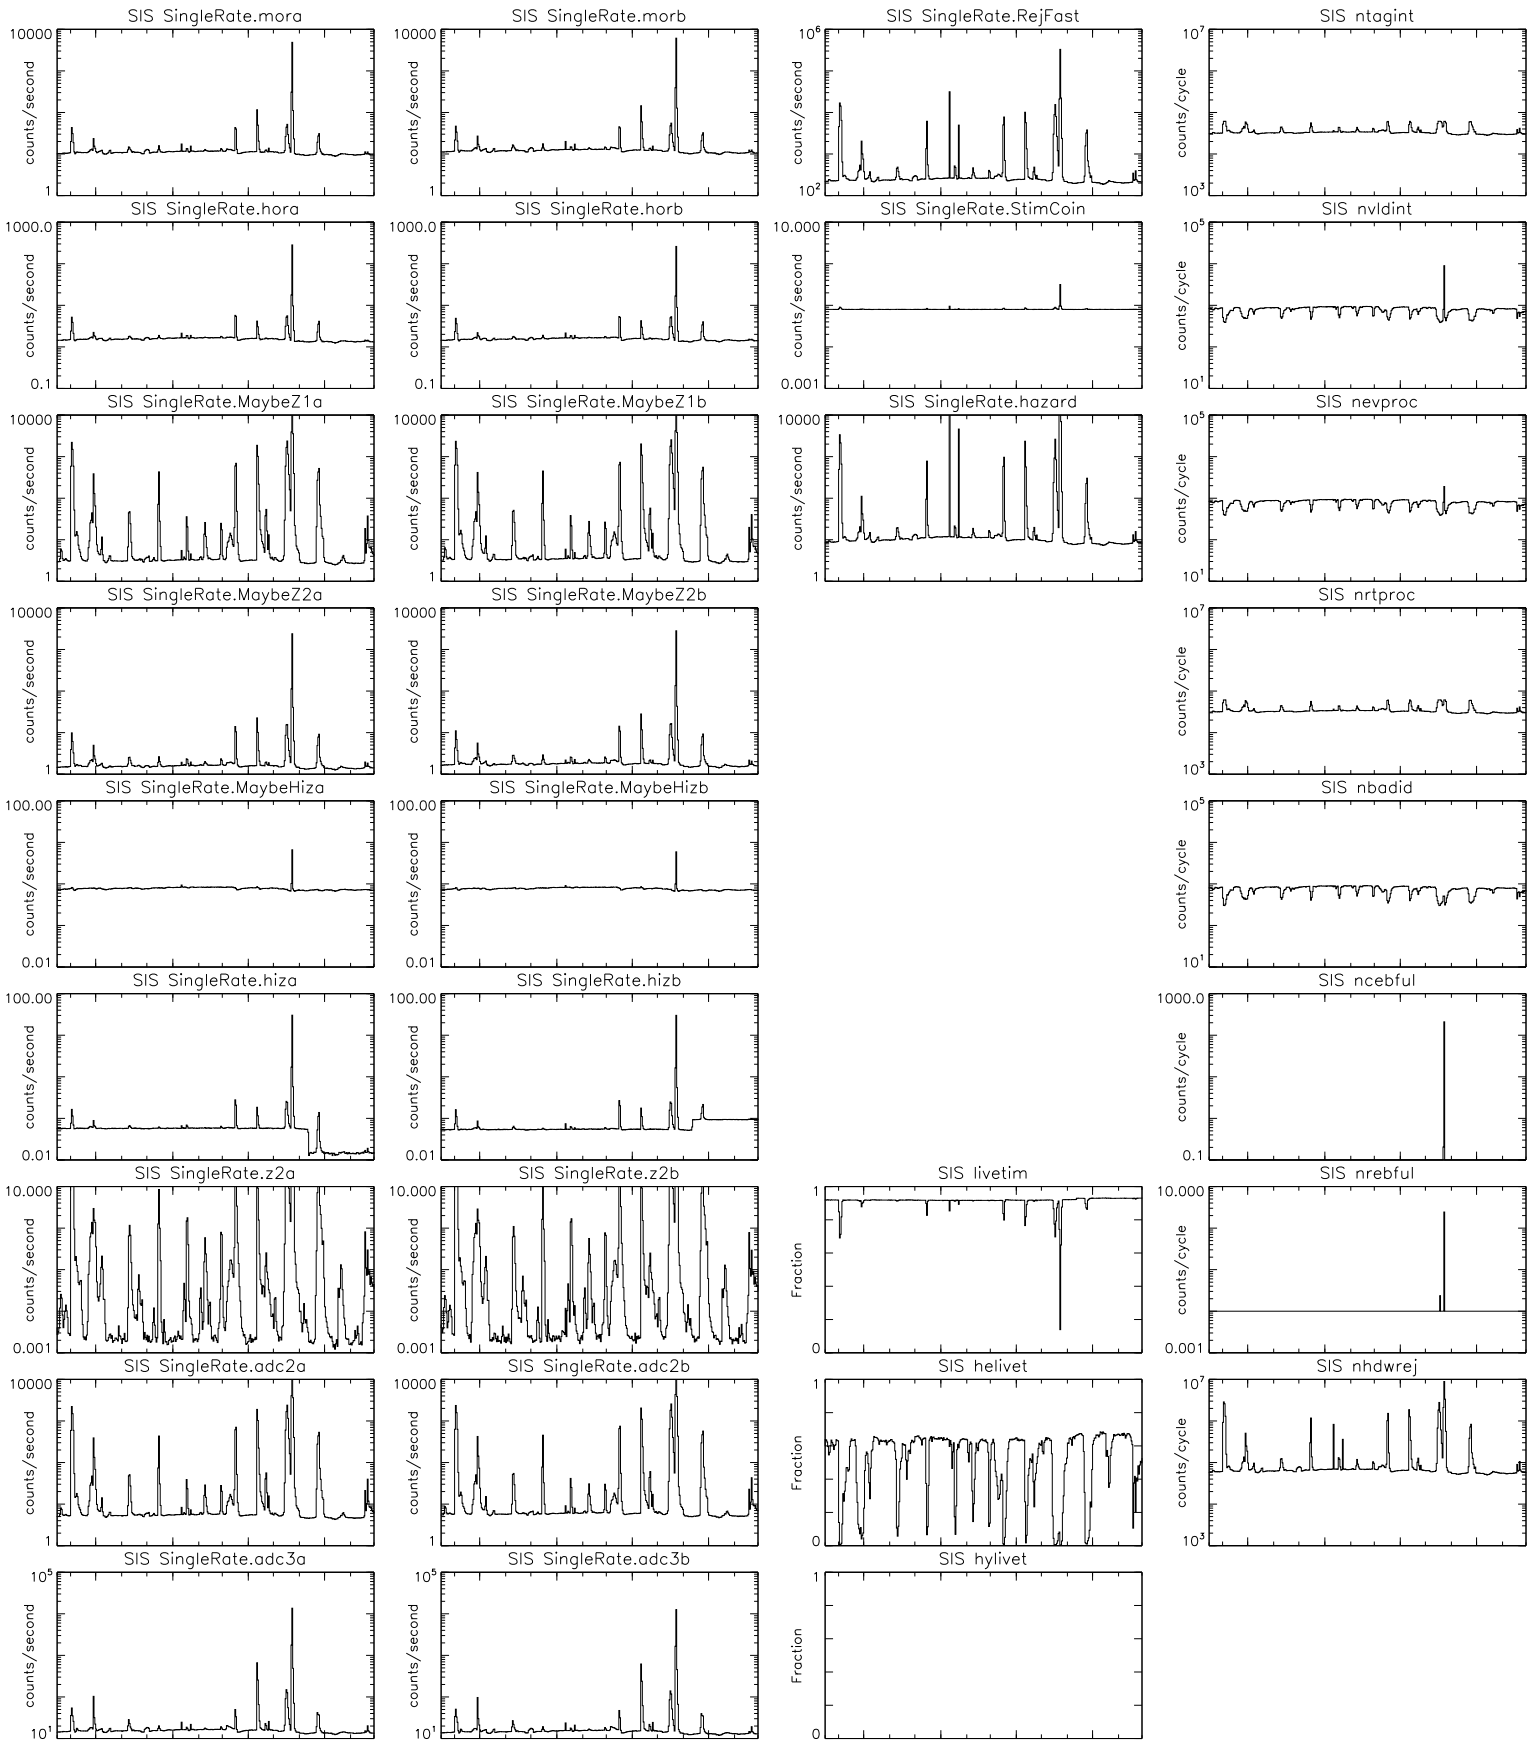 SIS SingleRate.mora SIS SingleRate.morb SIS SingleRate.RejFast SIS ntagint
10000 10000 10^6 10^7
counts/second counts/second counts/second counts/cycle
1 1 10^2 10^3
SIS SingleRate.hora SIS SingleRate.horb SIS SingleRate.StimCoin SIS nvldint
1000.0 1000.0 10.000 10^5
counts/second counts/second counts/second counts/cycle
0.1 0.1 0.001 10^1
SIS SingleRate.MaybeZ1a SIS SingleRate.MaybeZ1b SIS SingleRate.hazard SIS nevproc
10000 10000 10000 10^5
counts/second counts/second counts/second counts/cycle
1 1 1 10^1
SIS SingleRate.MaybeZ2a SIS SingleRate.MaybeZ2b SIS nrtproc
10000 10000 10^7
counts/second counts/second counts/cycle
1 1 10^3
SIS SingleRate.MaybeHiza SIS SingleRate.MaybeHizb SIS nbadid
100.00 100.00 10^5
counts/second counts/second counts/cycle
0.01 0.01 10^1
SIS SingleRate.hiza SIS SingleRate.hizb SIS ncebful
100.00 100.00 1000.0
counts/second counts/second counts/cycle
0.01 0.01 0.1
SIS SingleRate.z2a SIS SingleRate.z2b SIS livetim SIS nrebful
10.000 10.000 1 10.000
counts/second counts/second Fraction counts/cycle
0.001 0.001 0 0.001
SIS SingleRate.adc2a SIS SingleRate.adc2b SIS helivet SIS nhdwrej
10000 10000 1 10^7
counts/second counts/second Fraction counts/cycle
1 1 0 10^3
SIS SingleRate.adc3a SIS SingleRate.adc3b SIS hylivet
10^5 10^5 1
counts/second counts/second Fraction
10^1 10^1 0